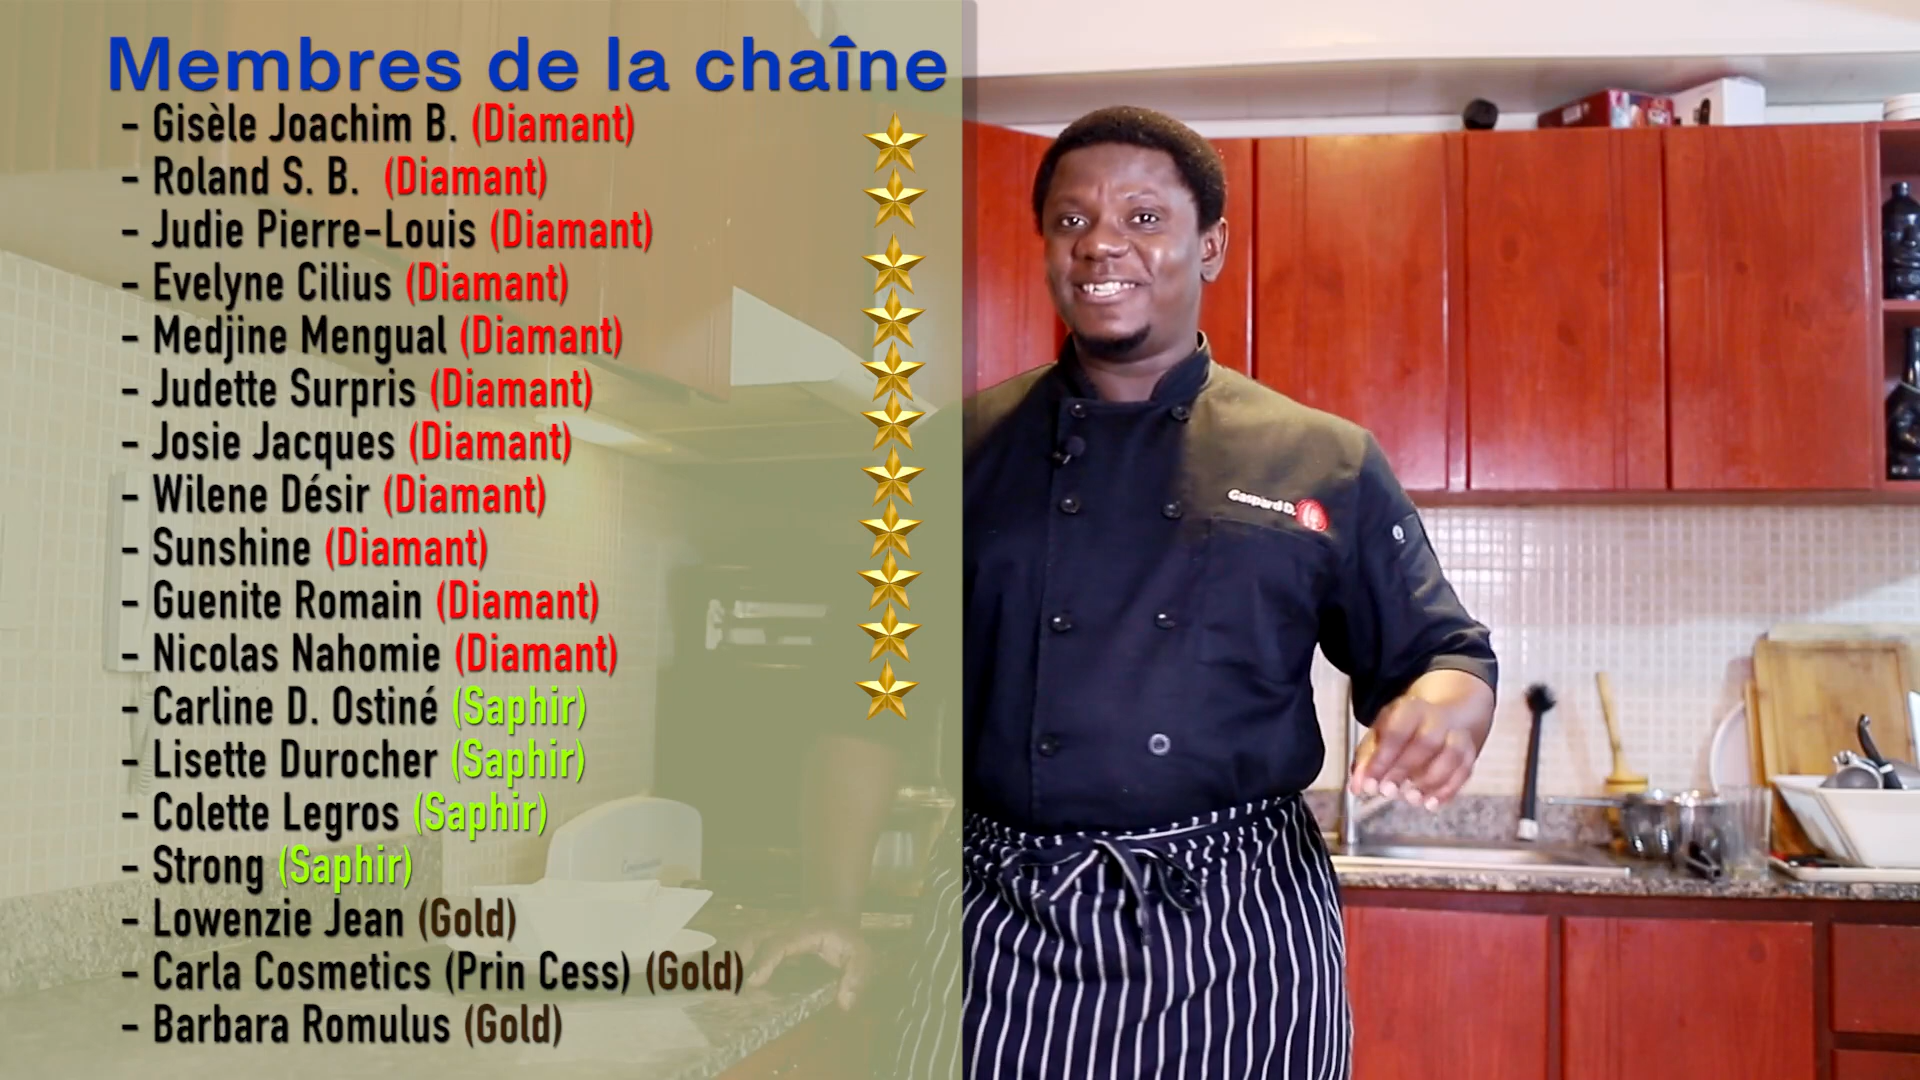 Membres de la chaîne
- Gisèle Joachim B. (Diamant)
- Roland S. B. (Diamant)
- Judie Pierre-Louis (Diamant)
- Evelyne Cilius (Diamant)
- Medjine Mengual (Diamant)
- Judette Surpris (Diamant)
- Josie Jacques (Diamant)
- Wilene Désir (Diamant)
- Sunshine (Diamant)
- Guenite Romain (Diamant)
- Nicolas Nahomie (Diamant)
- Carline D. Ostiné (Saphir)
- Lisette Durocher (Saphir)
- Colette Legros (Saphir)
- Strong (Saphir)
- Lowenzie Jean (Gold)
- Carla Cosmetics (Prin Cess) (Gold)
- Barbara Romulus (Gold)
Gaspard D.